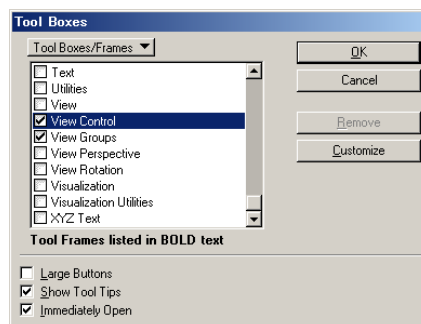 Tool Boxes
Tool Boxes/Frames
OK
Text
Utilities
Cancel
View
View Control
Remove
View Groups
View Perspective
Customize
View Rotation
Visualization
Visualization Utilities
XYZ Text
Tool Frames listed in BOLD text
Large Buttons
Show Tool Tips
Immediately Open